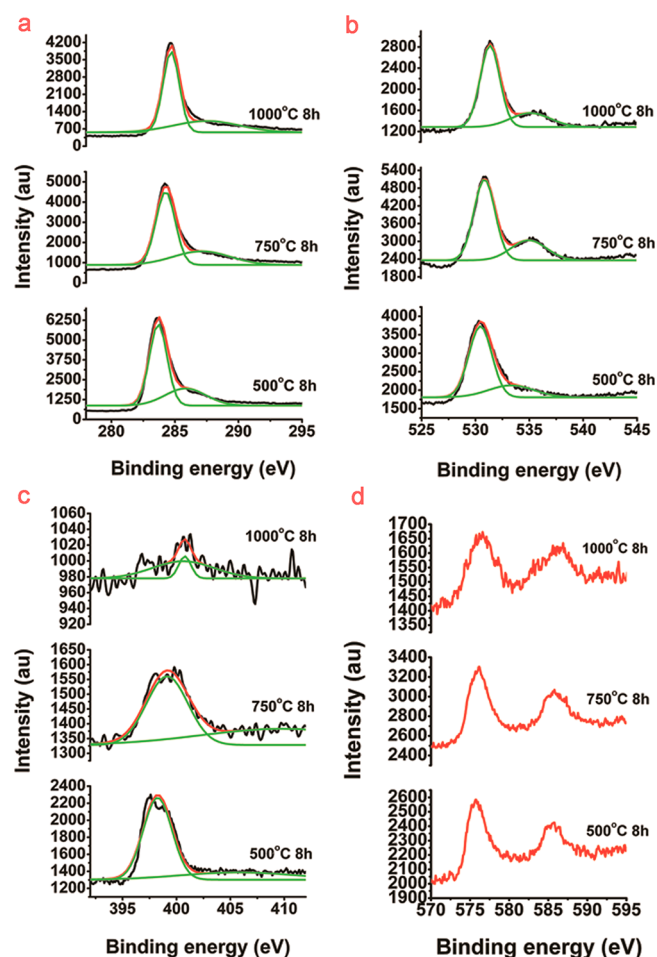 a
4200
3500
2800
2100
1400
700
0
1000°C 8h
5000
4000
3000
2000
1000
0
750°C 8h
6250
5000
3750
2500
1250
0
500°C 8h
280 285 290 295
Intensity (au)
Binding energy (eV)
b
2800
2400
2000
1600
1200
1000°C 8h
5400
4800
4200
3600
3000
2400
1800
750°C 8h
4000
3500
3000
2500
2000
1500
500°C 8h
525 530 535 540 545
Intensity (au)
Binding energy (eV)
c
1060
1040
1020
1000
980
960
940
920
1000°C 8h
1650
1600
1550
1500
1450
1400
1350
1300
750°C 8h
2400
2200
2000
1800
1600
1400
1200
500°C 8h
395 400 405 410
Intensity (au)
Binding energy (eV)
d
1700
1650
1600
1550
1500
1450
1400
1350
1000°C 8h
3400
3200
3000
2800
2600
2400
750°C 8h
2600
2500
2400
2300
2200
2100
2000
500°C 8h
570 575 580 585 590 595
Intensity (au)
Binding energy (eV)